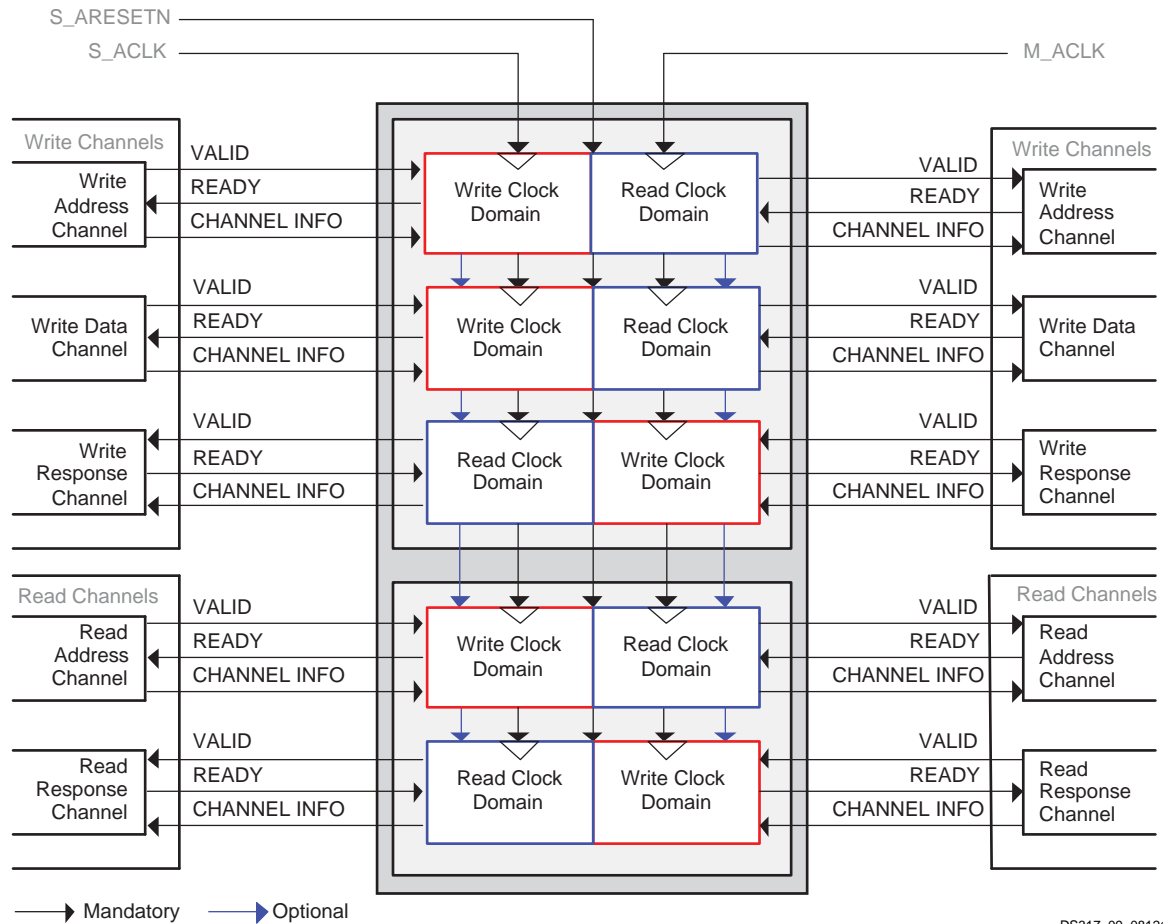 S_ARESETN
S_ACLK
M_ACLK
Write Channels
Write
Address
Channel
VALID
READY
CHANNEL INFO
Write Clock
Domain
Read Clock
Domain
VALID
READY
CHANNEL INFO
Write Channels
Write
Address
Channel
Write Data
Channel
VALID
READY
CHANNEL INFO
Write Clock
Domain
Read Clock
Domain
VALID
READY
CHANNEL INFO
Write Data
Channel
Write
Response
Channel
VALID
READY
CHANNEL INFO
Read Clock
Domain
Write Clock
Domain
VALID
READY
CHANNEL INFO
Write
Response
Channel
Read Channels
Read
Address
Channel
VALID
READY
CHANNEL INFO
Write Clock
Domain
Read Clock
Domain
VALID
READY
CHANNEL INFO
Read Channels
Read
Address
Channel
Read
Response
Channel
VALID
READY
CHANNEL INFO
Read Clock
Domain
Write Clock
Domain
VALID
READY
CHANNEL INFO
Read
Response
Channel
Mandatory
Optional